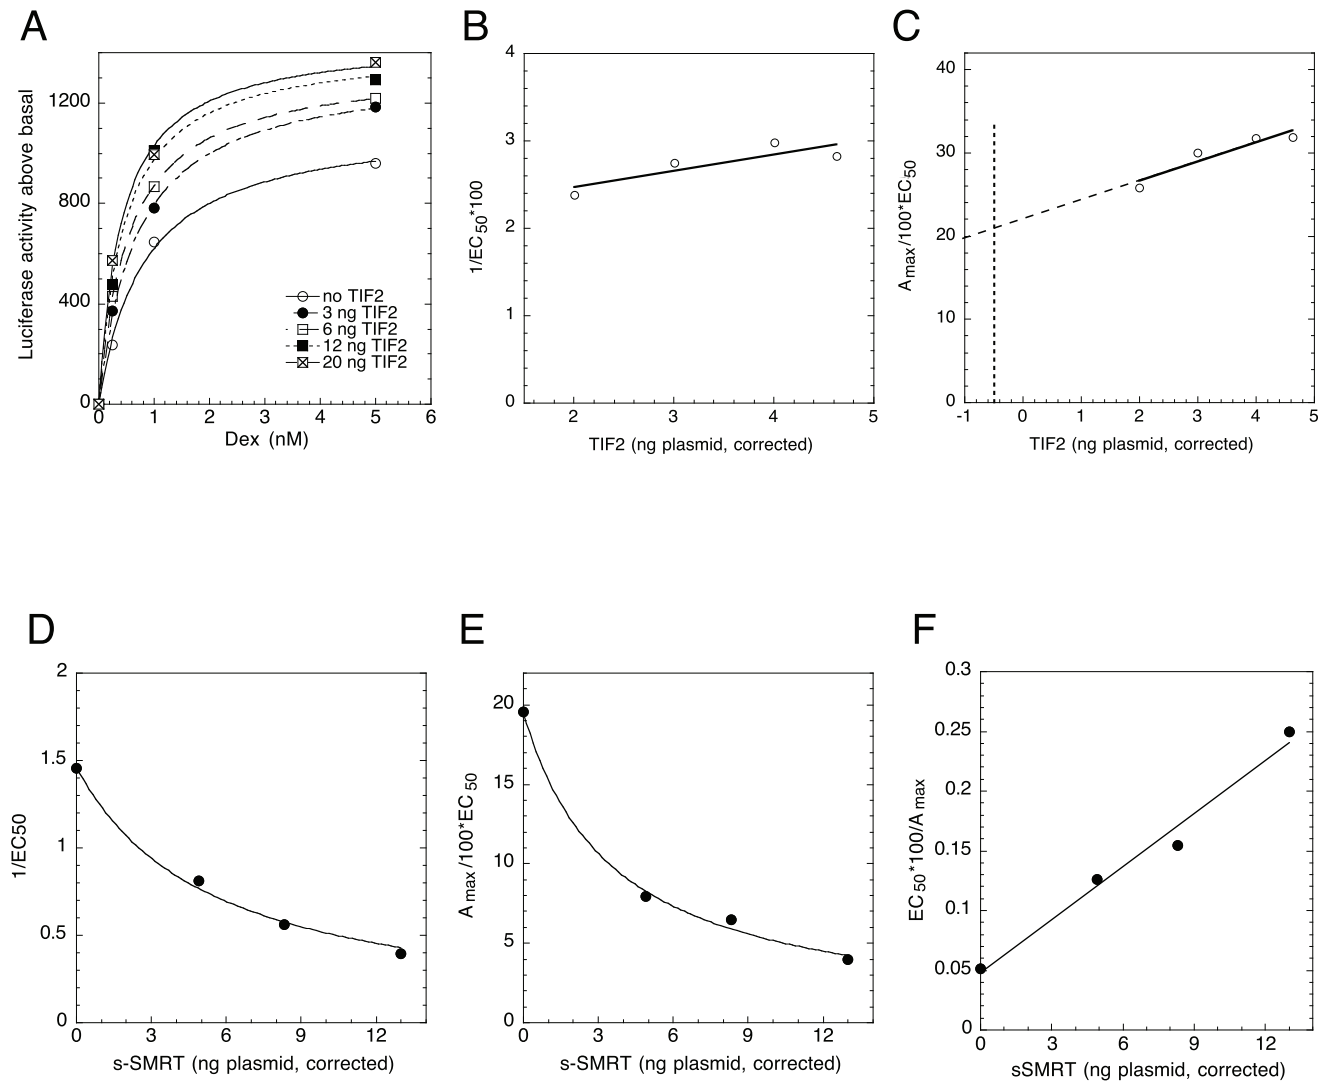 A
Luciferase activity above basal
1200
800
400
0
0 1 2 3 4 5 6
Dex (nM)
no TIF2
3 ng TIF2
6 ng TIF2
12 ng TIF2
20 ng TIF2
B
1/EC50*100
4
3
2
1
0
2 3 4 5
TIF2 (ng plasmid, corrected)
C
Amax/100*EC50
40
30
20
10
0
-1 0 1 2 3 4 5
TIF2 (ng plasmid, corrected)
D
1/EC50
2
1.5
1
0.5
0
0 3 6 9 12
s-SMRT (ng plasmid, corrected)
E
A max/100*EC 50
20
15
10
5
0
0 3 6 9 12
s-SMRT (ng plasmid, corrected)
F
EC50*100/Amax
0.3
0.25
0.2
0.15
0.1
0.05
0
0 3 6 9 12
sSMRT (ng plasmid, corrected)